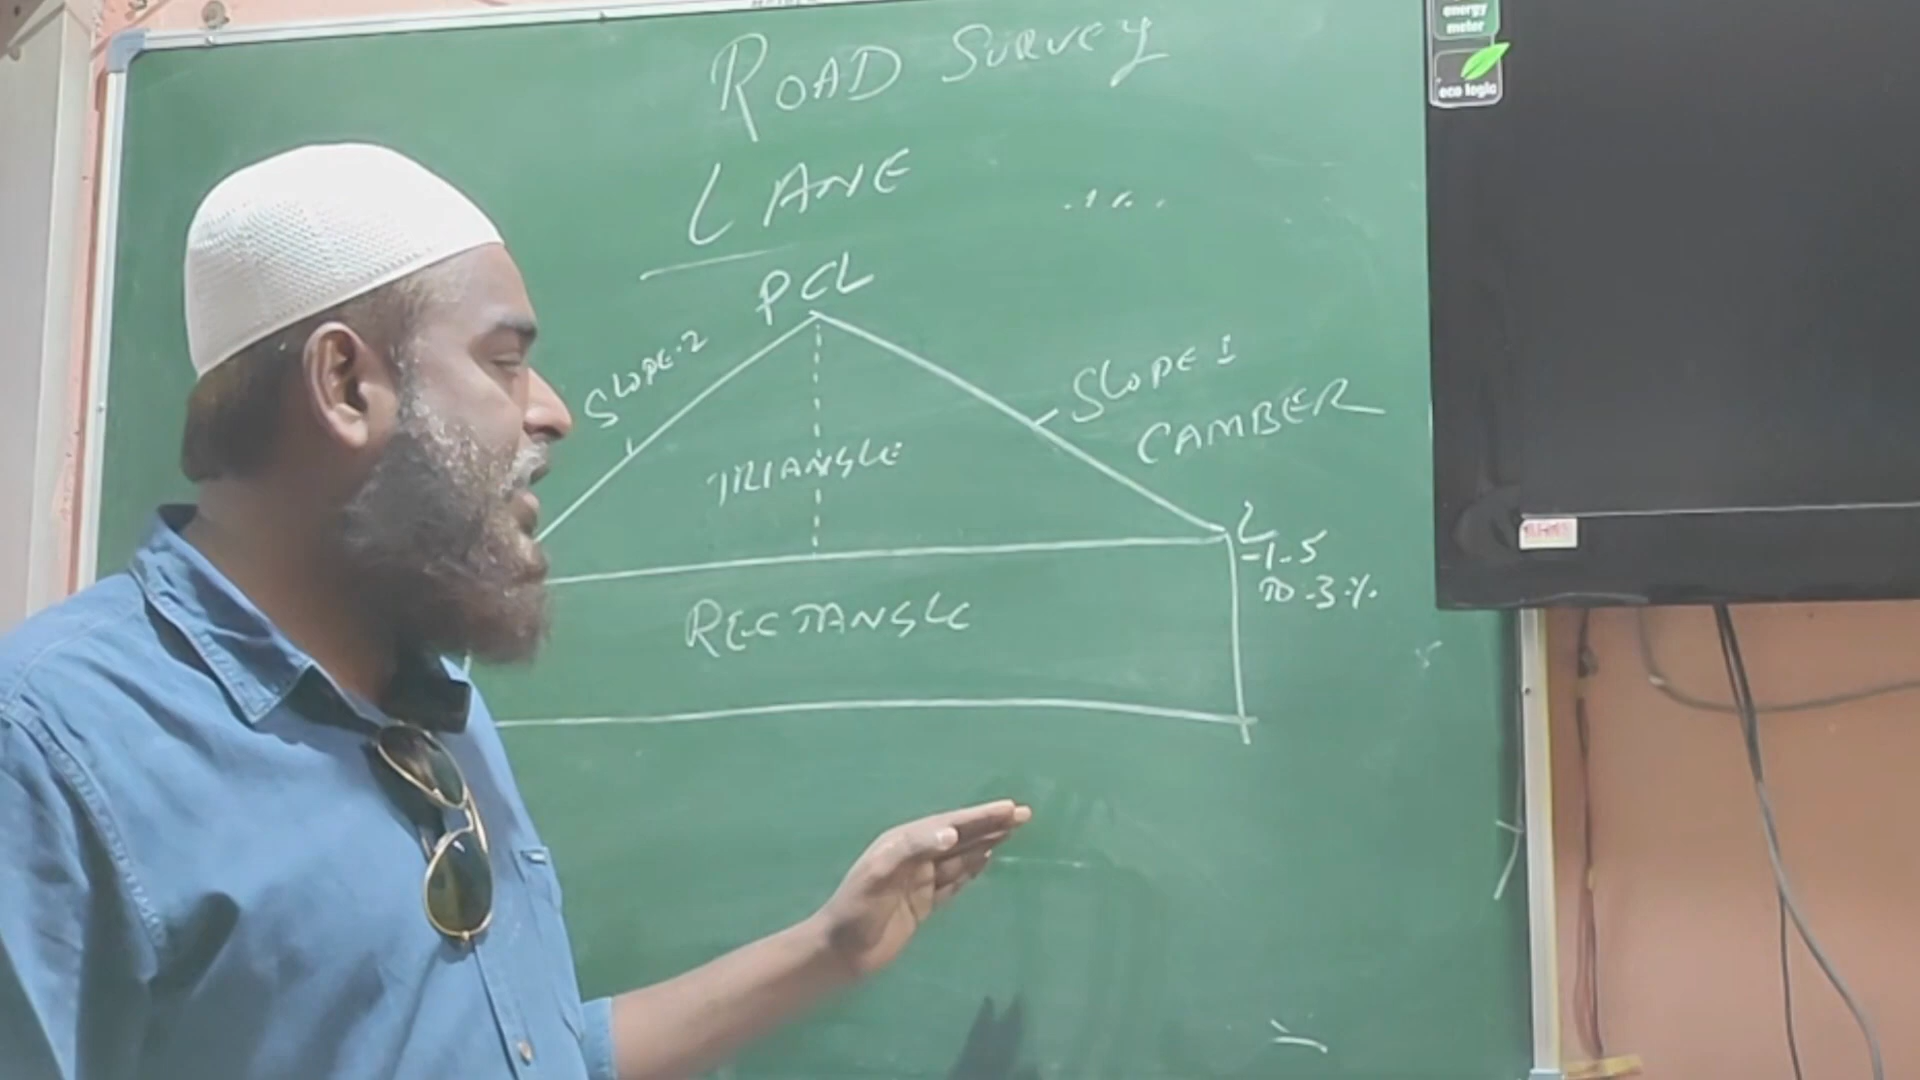 ROAD SURVEY
LANE
PCL
SLOPE-2
SLOPE 1
CAMBER
TRIANGLE
L
-1.5
TO -3%
RECTANGLE
energy
meter
eco logic